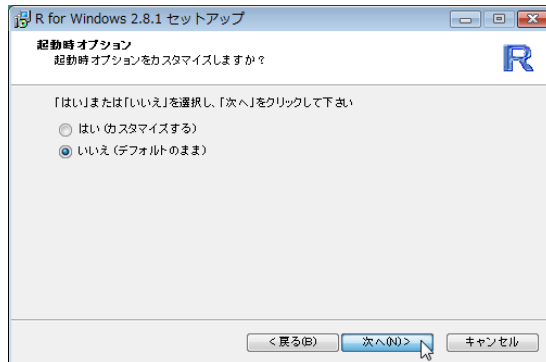 R for Windows 2.8.1 セットアップ
起動時オプション
起動時オプションをカスタマイズしますか？
R
「はい」または「いいえ」を選択し、「次へ」をクリックして下さい
はい (カスタマイズする)
いいえ (デフォルトのまま)
< 戻る(B)
次へ(N) >
キャンセル